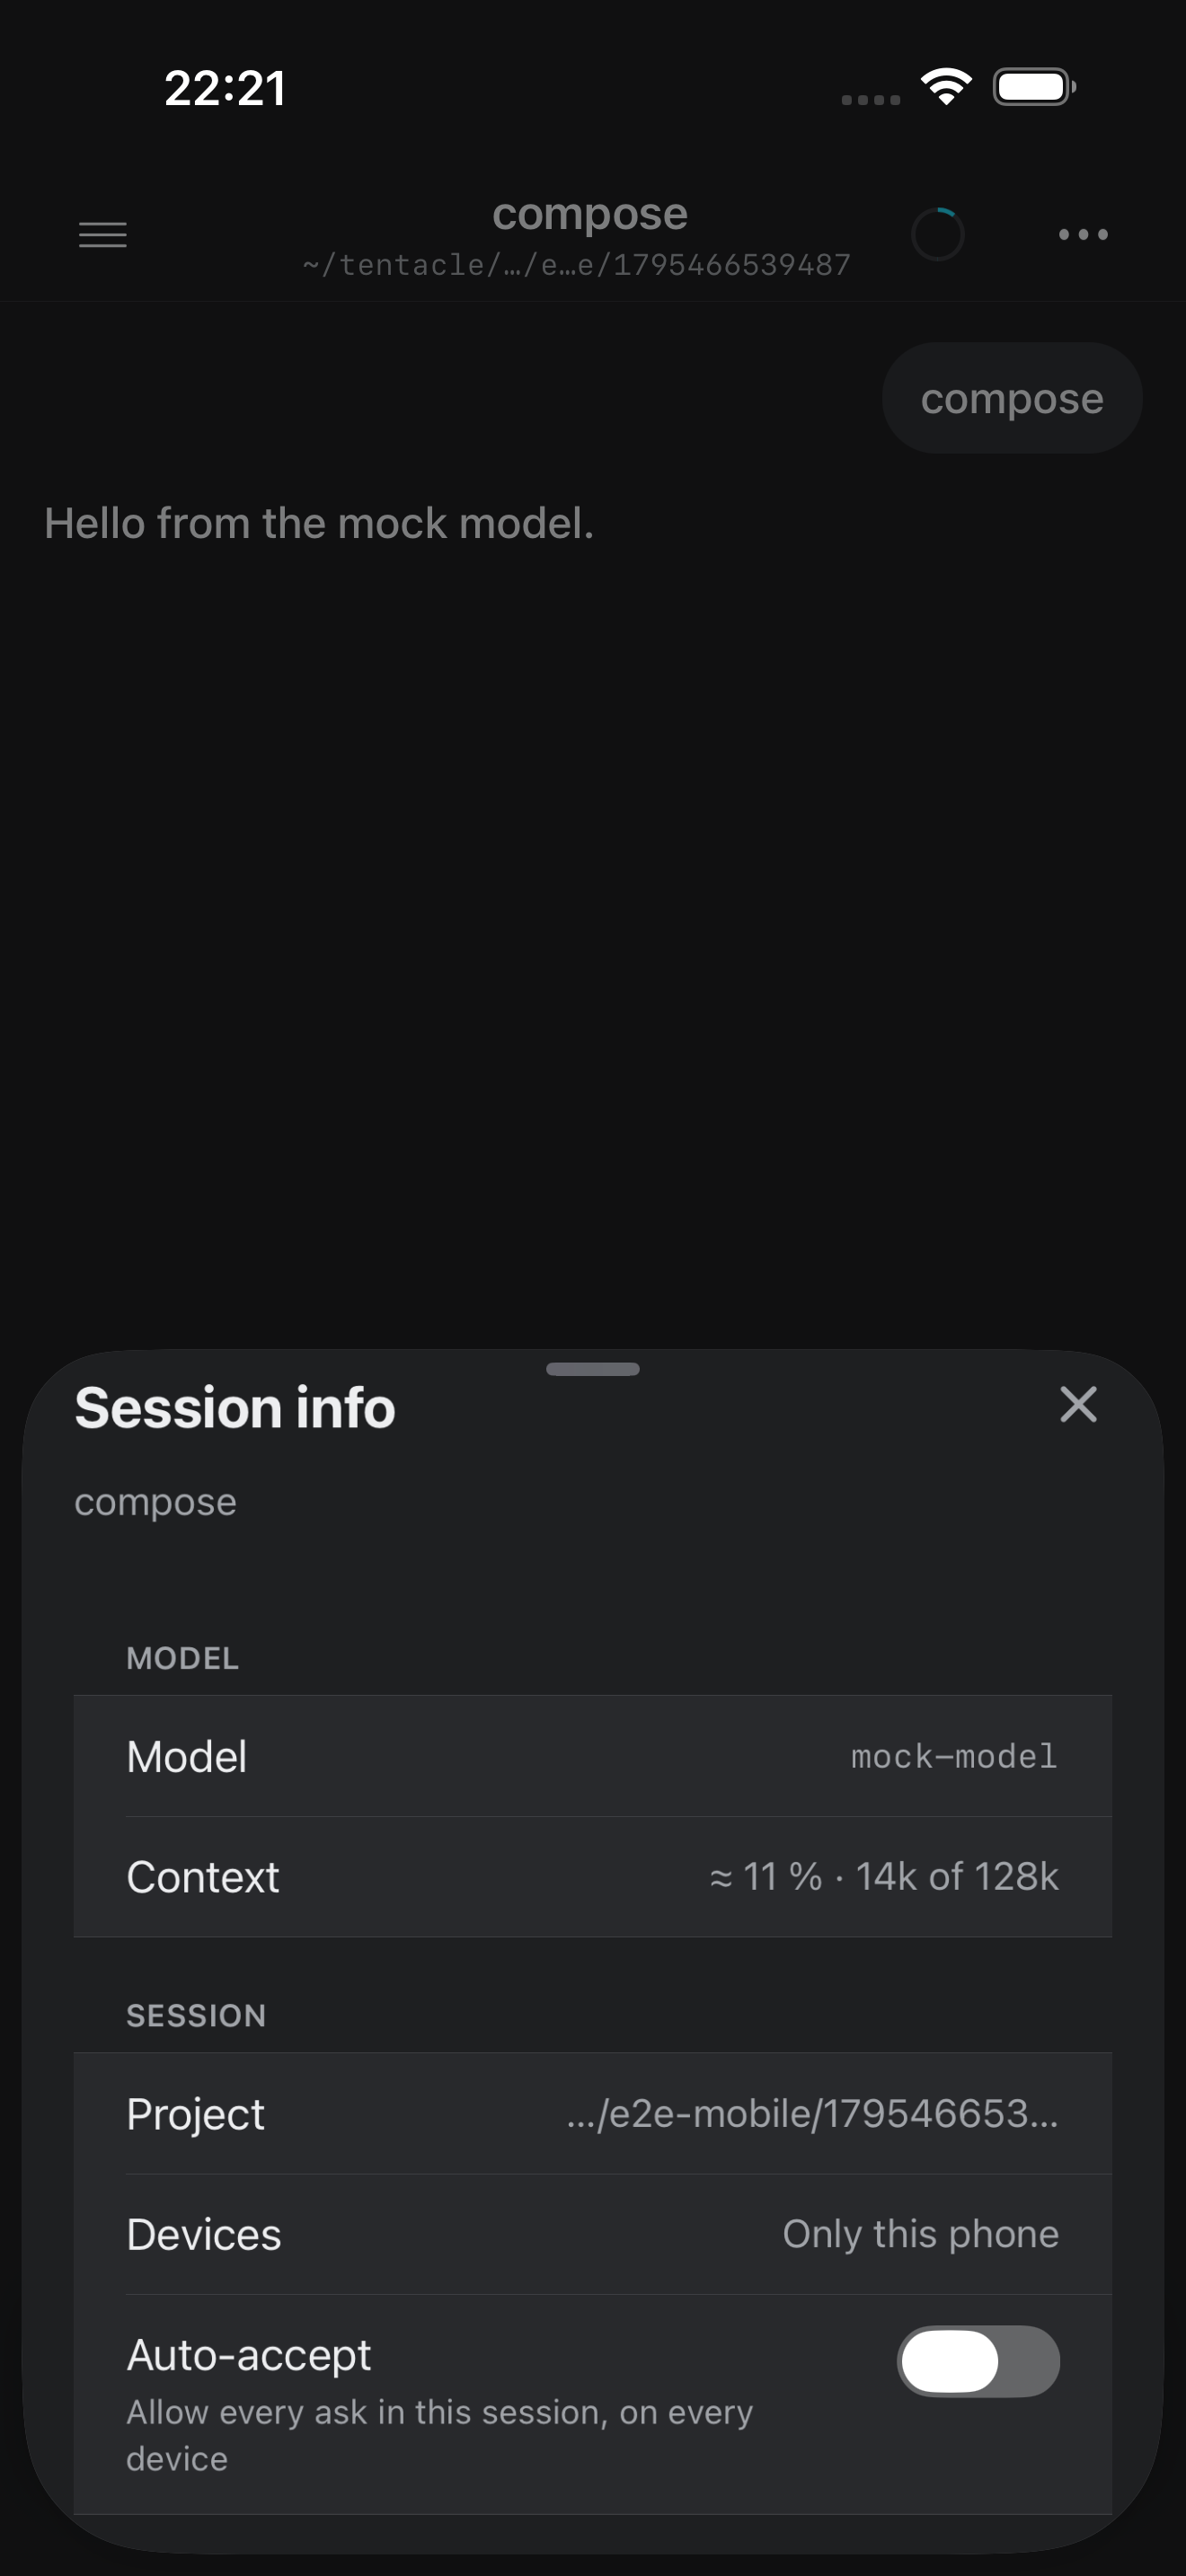 22:21
compose
~/tentacle/…/e…e/1795466539487
compose
Hello from the mock model.
Session info
compose
MODEL
Model
mock-model
Context
≈ 11 % · 14k of 128k
SESSION
Project
…/e2e-mobile/179546653…
Devices
Only this phone
Auto-accept
Allow every ask in this session, on every
device